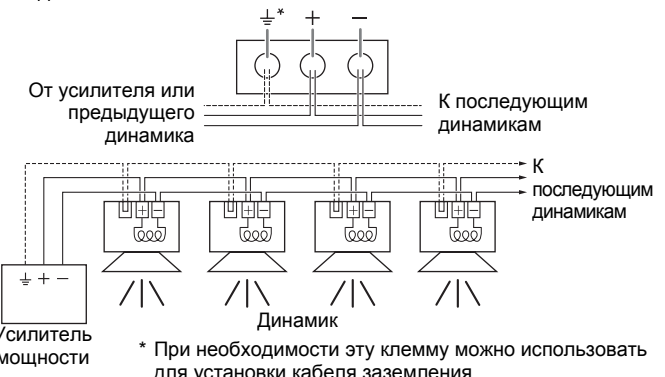 ⏚* + −
От усилителя или
предыдущего
динамика
К последующим
динамикам
К
последующим
динамикам
+ − + − + − + −
⏚ + −
Усилитель
мощности
Динамик
* При необходимости эту клемму можно использовать
для установки кабеля заземления